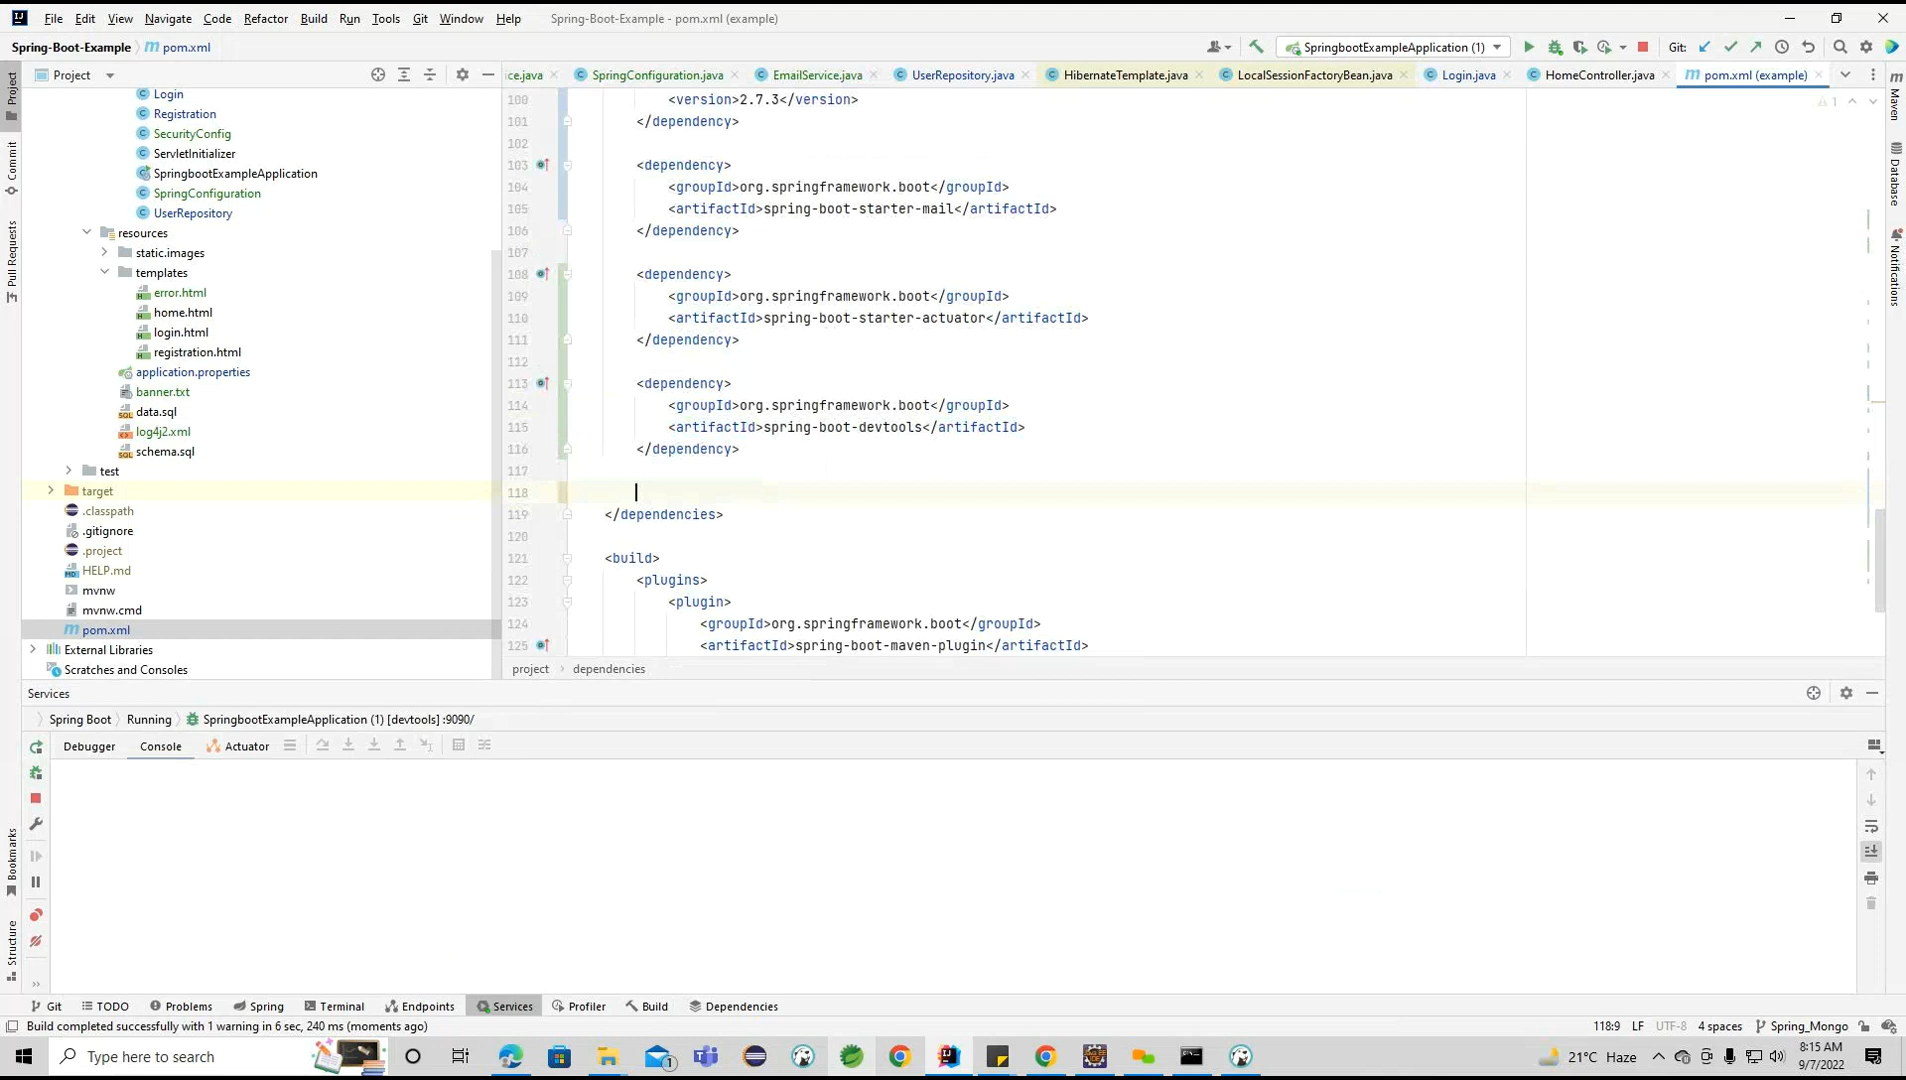 File Edit View Navigate Code Refactor Build Run Tools Git Window Help Spring-Boot-Example - pom.xml (example)
Spring-Boot-Example pom.xml SpringbootExampleApplication (1) Git:
Project ce.java SpringConfiguration.java EmailService.java UserRepository.java HibernateTemplate.java LocalSessionFactoryBean.java Login.java HomeController.java pom.xml (example)
Project
Commit
Pull Requests
Bookmarks
Structure
Login
Registration
SecurityConfig
ServletInitializer
SpringbootExampleApplication
SpringConfiguration
UserRepository
resources
static.images
templates
error.html
home.html
login.html
registration.html
application.properties
banner.txt
data.sql
log4j2.xml
schema.sql
test
target
.classpath
.gitignore
.project
HELP.md
mvnw
mvnw.cmd
pom.xml
External Libraries
Scratches and Consoles
100 <version>2.7.3</version>
101 </dependency>
102
103 <dependency>
104 <groupId>org.springframework.boot</groupId>
105 <artifactId>spring-boot-starter-mail</artifactId>
106 </dependency>
107
108 <dependency>
109 <groupId>org.springframework.boot</groupId>
110 <artifactId>spring-boot-starter-actuator</artifactId>
111 </dependency>
112
113 <dependency>
114 <groupId>org.springframework.boot</groupId>
115 <artifactId>spring-boot-devtools</artifactId>
116 </dependency>
117
118
119 </dependencies>
120
121 <build>
122 <plugins>
123 <plugin>
124 <groupId>org.springframework.boot</groupId>
125 <artifactId>spring-boot-maven-plugin</artifactId>
project › dependencies
1
Maven
Database
Notifications
Services
Spring Boot Running SpringbootExampleApplication (1) [devtools] :9090/
Debugger Console Actuator
Git TODO Problems Spring Terminal Endpoints Services Profiler Build Dependencies
Build completed successfully with 1 warning in 6 sec, 240 ms (moments ago) 118:9 LF UTF-8 4 spaces Spring_Mongo
Type here to search 1 21°C Haze 8:15 AM
9/7/2022